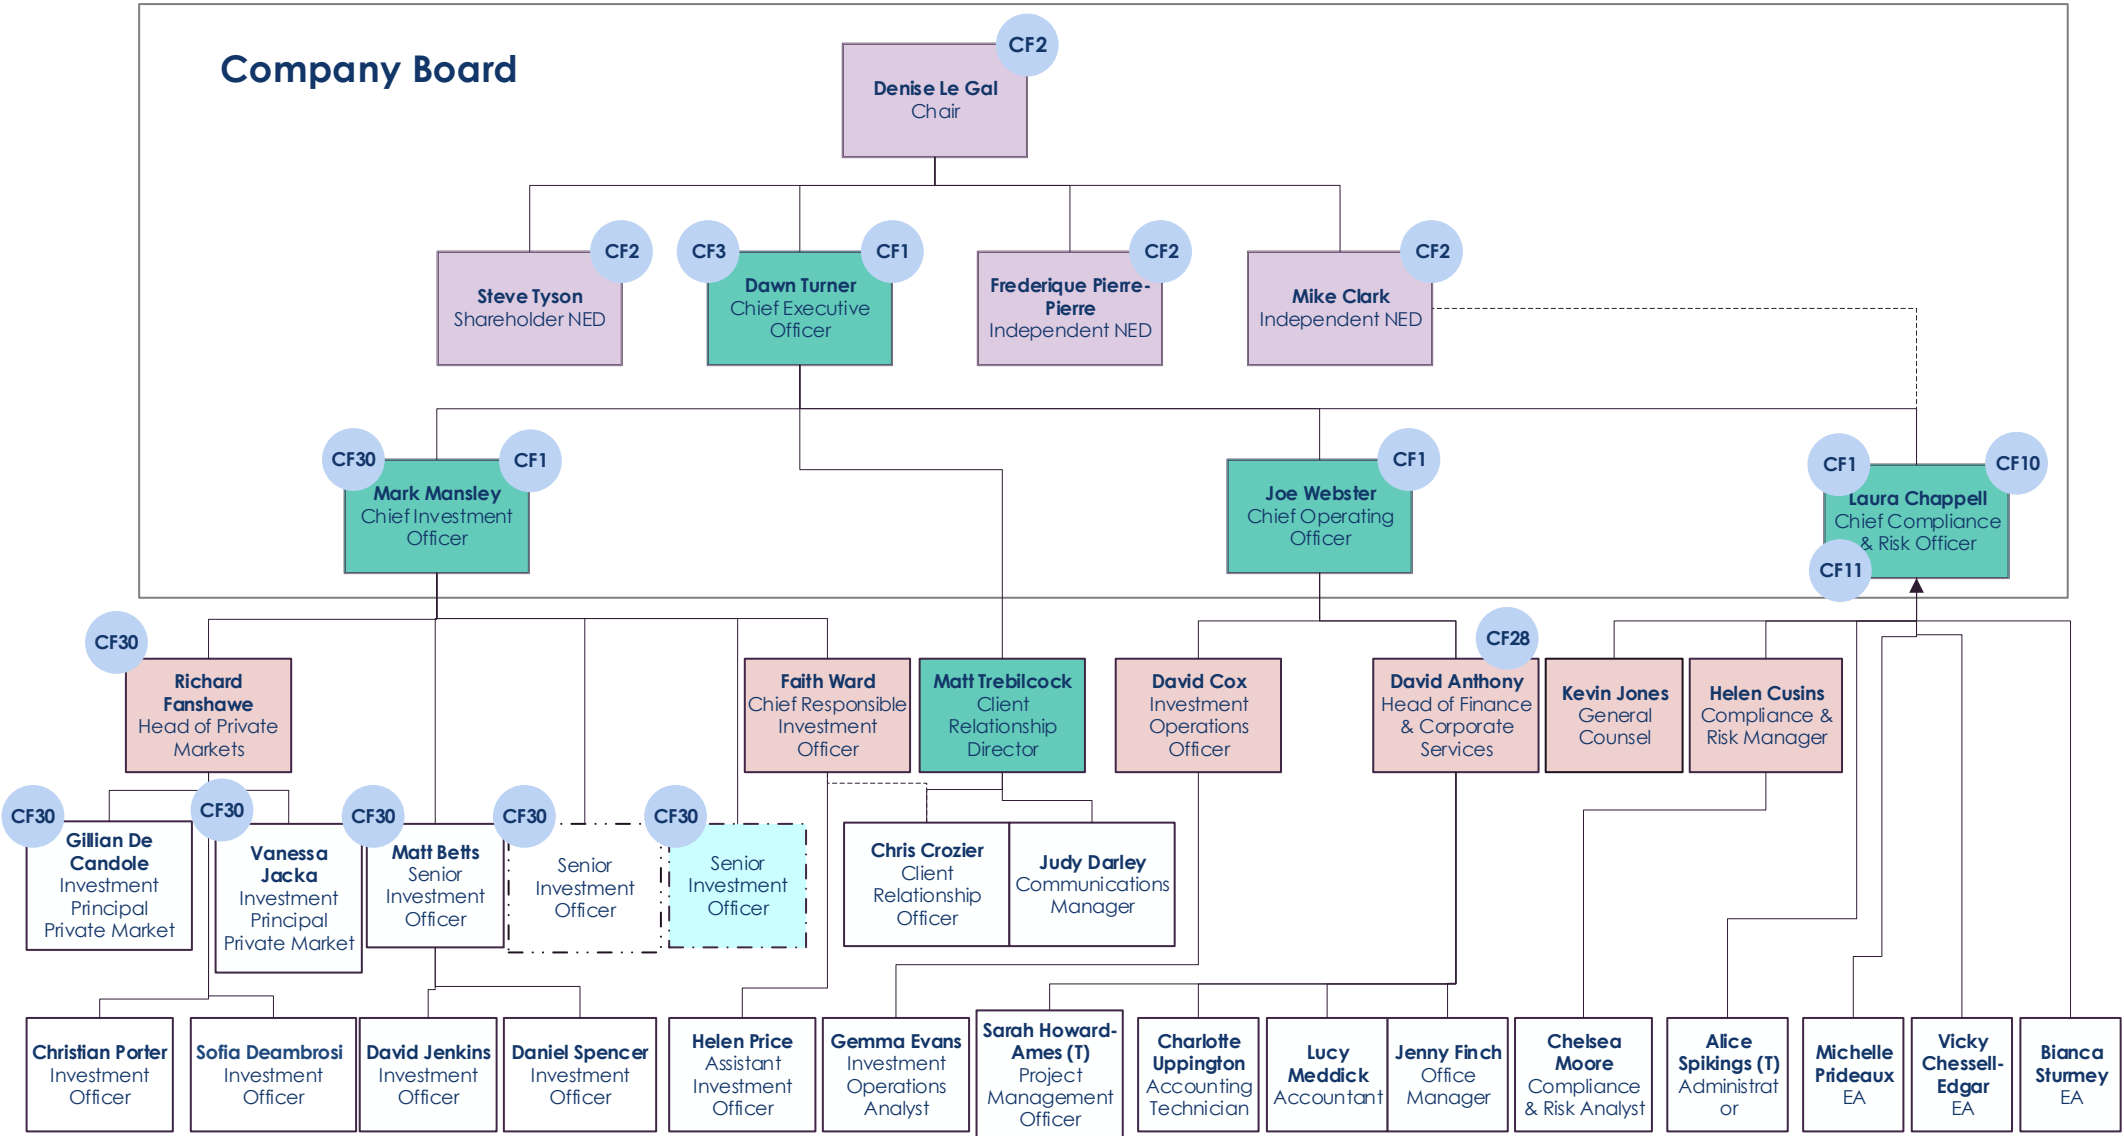 Company Board
CF2
Denise Le Gal
Chair
CF2
Steve Tyson
Shareholder NED
CF3
CF1
Dawn Turner
Chief Executive
Officer
CF2
Frederique Pierre-
Pierre
Independent NED
CF2
Mike Clark
Independent NED
CF30
CF1
Mark Mansley
Chief Investment
Officer
CF1
Joe Webster
Chief Operating
Officer
CF1
CF10
Laura Chappell
Chief Compliance
& Risk Officer
CF11
CF30
Richard
Fanshawe
Head of Private
Markets
Faith Ward
Chief Responsible
Investment
Officer
Matt Trebilcock
Client
Relationship
Director
David Cox
Investment
Operations
Officer
CF28
David Anthony
Head of Finance
& Corporate
Services
Kevin Jones
General
Counsel
Helen Cusins
Compliance &
Risk Manager
CF30
Gillian De
Candole
Investment
Principal
Private Market
CF30
Vanessa
Jacka
Investment
Principal
Private Market
CF30
Matt Betts
Senior
Investment
Officer
CF30
Senior
Investment
Officer
CF30
Senior
Investment
Officer
Chris Crozier
Client
Relationship
Officer
Judy Darley
Communications
Manager
Christian Porter
Investment
Officer
Sofia Deambrosi
Investment
Officer
David Jenkins
Investment
Officer
Daniel Spencer
Investment
Officer
Helen Price
Assistant
Investment
Officer
Gemma Evans
Investment
Operations
Analyst
Sarah Howard-
Ames (T)
Project
Management
Officer
Charlotte
Uppington
Accounting
Technician
Lucy
Meddick
Accountant
Jenny Finch
Office
Manager
Chelsea
Moore
Compliance
& Risk Analyst
Alice
Spikings (T)
Administrat
or
Michelle
Prideaux
EA
Vicky
Chessell-
Edgar
EA
Bianca
Sturmey
EA